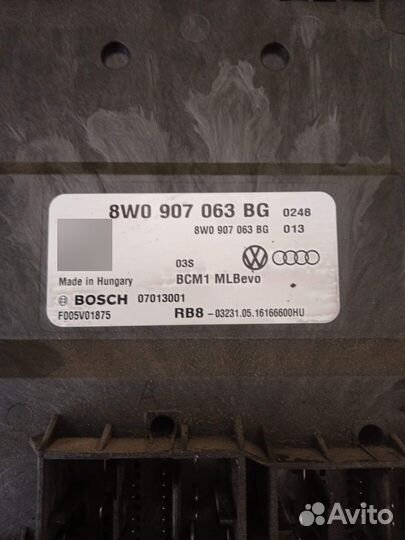 8W0 907 063 BG 0248
8W0 907 063 BG 013
03S
Made in Hungary BCM1 MLBevo
BOSCH 07013001
F005V01875 RB8-03231.05.16166600HU
Avito